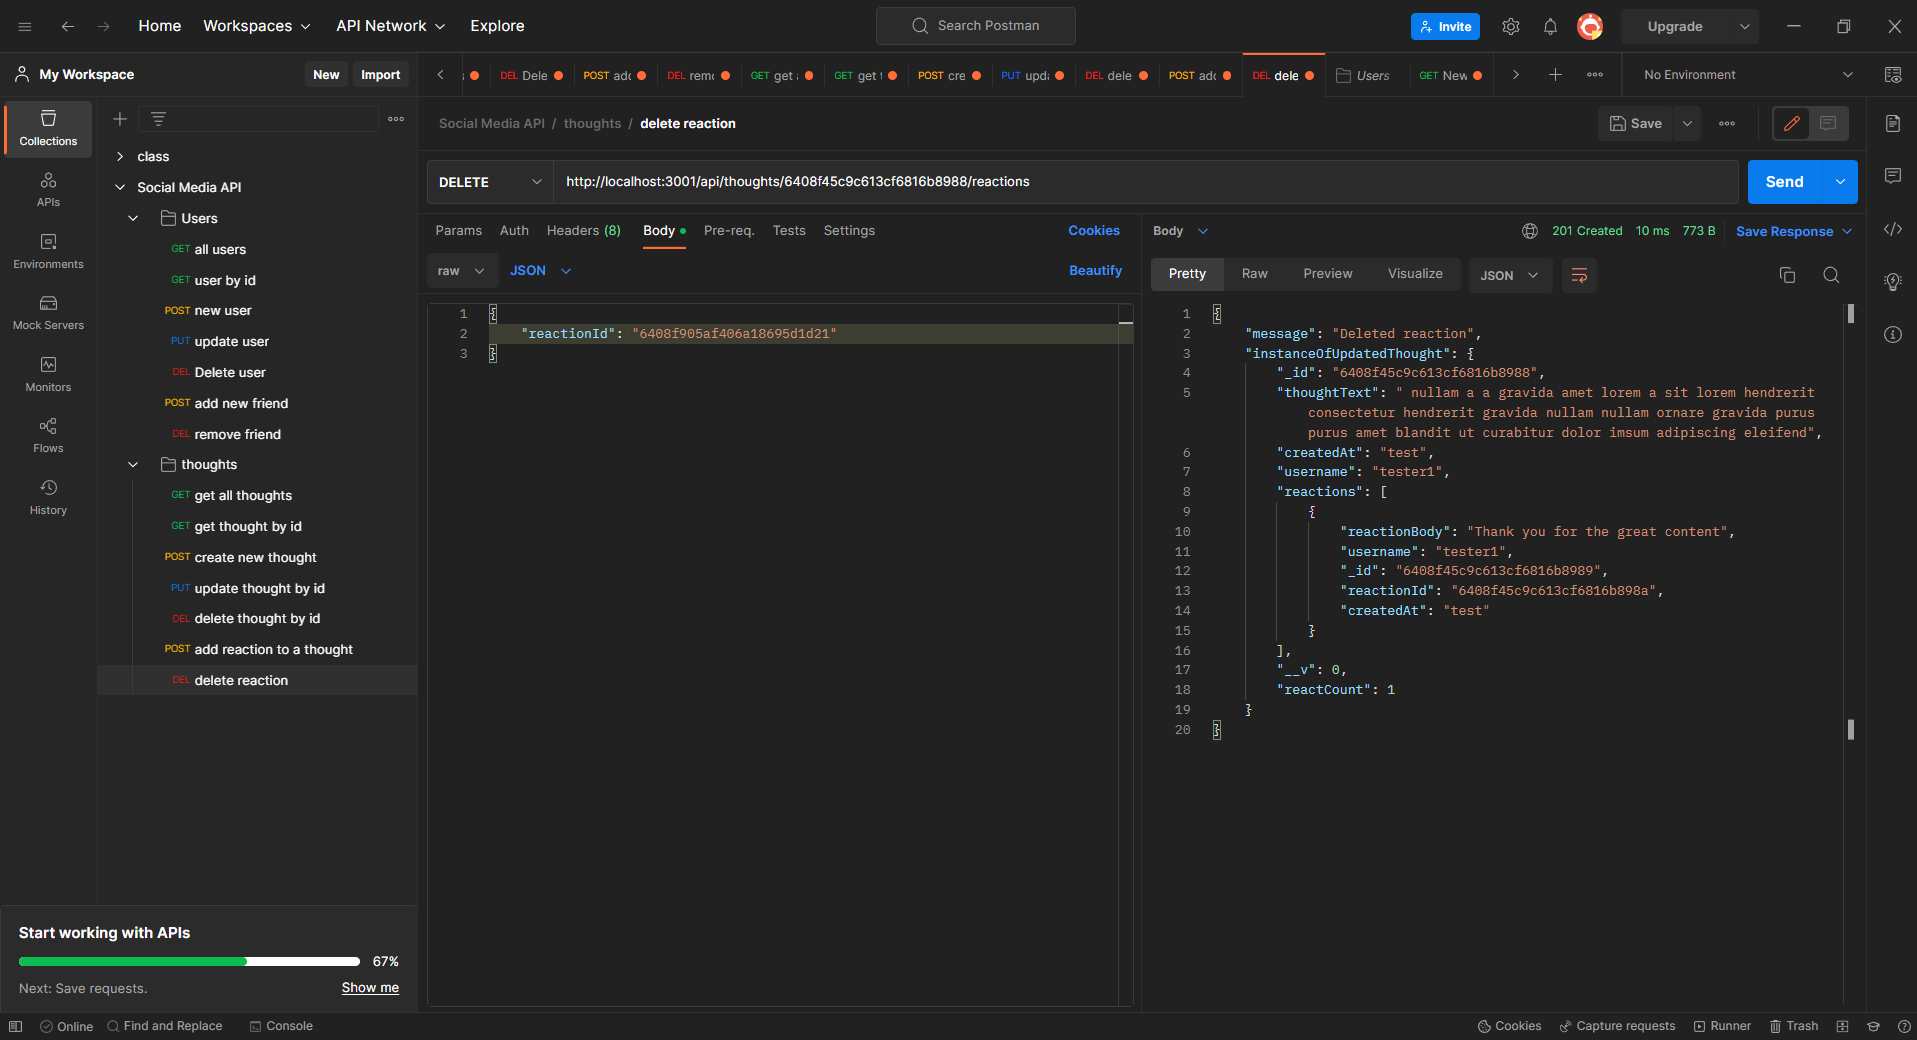 Home Workspaces API Network Explore Search Postman Invite Upgrade
My Workspace New Import
DEL Dele POST adc DEL remo GET get a GET get t POST cre PUT upda DEL dele POST adc DEL dele Users GET New No Environment
Collections
APIs
Environments
Mock Servers
Monitors
Flows
History
class
Social Media API
Users
GET all users
GET user by id
POST new user
PUT update user
DEL Delete user
POST add new friend
DEL remove friend
thoughts
GET get all thoughts
GET get thought by id
POST create new thought
PUT update thought by id
DEL delete thought by id
POST add reaction to a thought
DEL delete reaction
Start working with APIs
67%
Next: Save requests. Show me
Social Media API / thoughts / delete reaction Save
DELETE http://localhost:3001/api/thoughts/6408f45c9c613cf6816b8988/reactions Send
Params Auth Headers (8) Body Pre-req. Tests Settings Cookies
raw JSON Beautify
1 {
2 "reactionId": "6408f905af406a18695d1d21"
3 }
Body 201 Created 10 ms 773 B Save Response
Pretty Raw Preview Visualize JSON
1 {
2 "message": "Deleted reaction",
3 "instanceOfUpdatedThought": {
4 "_id": "6408f45c9c613cf6816b8988",
5 "thoughtText": " nullam a a gravida amet lorem a sit lorem hendrerit
consectetur hendrerit gravida nullam nullam ornare gravida purus
purus amet blandit ut curabitur dolor imsum adipiscing eleifend",
6 "createdAt": "test",
7 "username": "tester1",
8 "reactions": [
9 {
10 "reactionBody": "Thank you for the great content",
11 "username": "tester1",
12 "_id": "6408f45c9c613cf6816b8989",
13 "reactionId": "6408f45c9c613cf6816b898a",
14 "createdAt": "test"
15 }
16 ],
17 "__v": 0,
18 "reactCount": 1
19 }
20 }
Online Find and Replace Console Cookies Capture requests Runner Trash